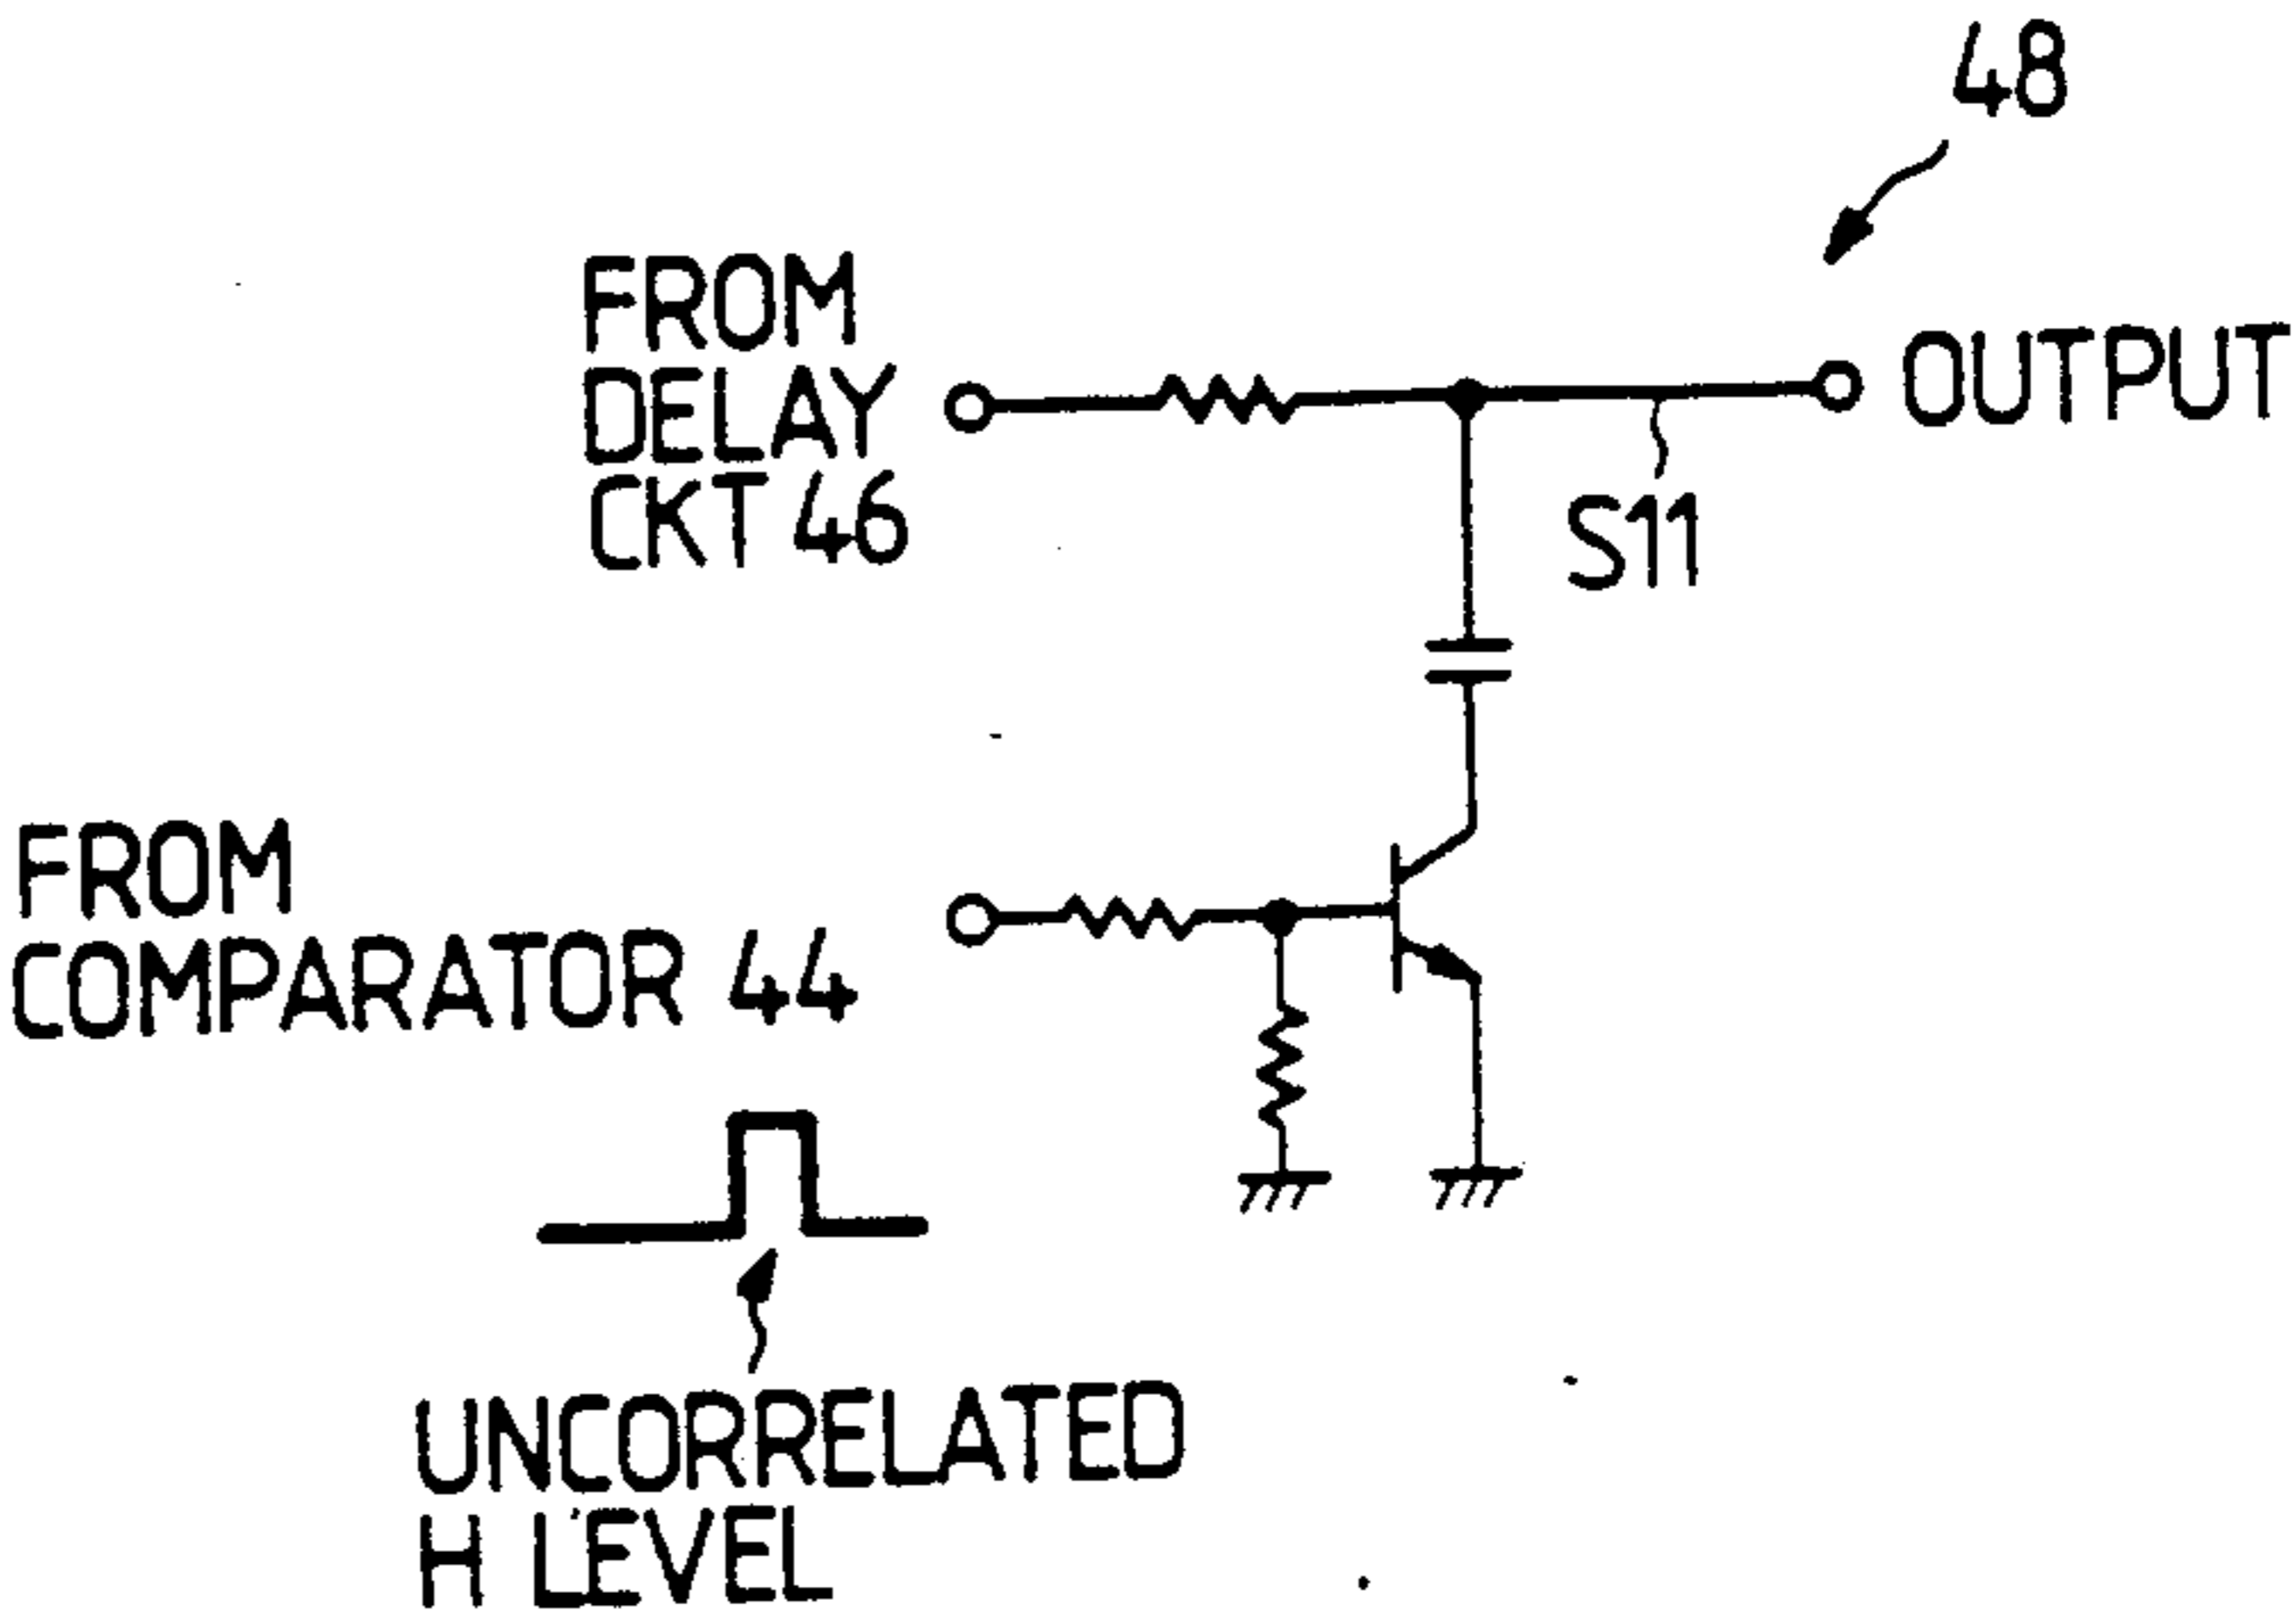 48
FROM
DELAY
CKT 46
OUTPUT
S11
FROM
COMPARATOR 44
UNCORRELATED
H LEVEL